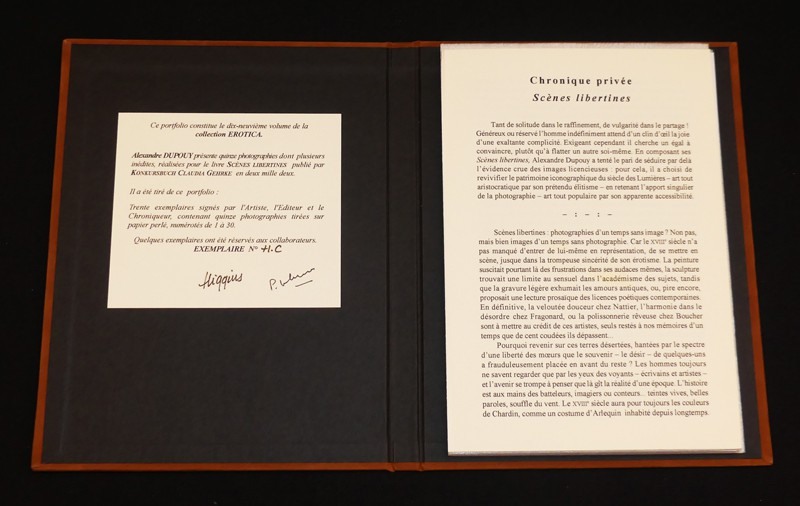 Ce portfolio constitue le dix-neuvième volume de la
collection EROTICA.
Alexandre DUPOUY présente quinze photographies dont plusieurs
inédites, réalisées pour le livre SCÈNES LIBERTINES publié par
KONKURSBUCH CLAUDIA GEHRKE en deux mille deux.
Il a été tiré de ce portfolio :
Trente exemplaires signés par l'Artiste, l'Editeur et le
Chroniqueur, contenant quinze photographies tirées sur
papier perlé, numérotés de 1 à 30.
Quelques exemplaires ont été réservés aux collaborateurs.
EXEMPLAIRE N° H.C
Higgins
Chronique privée
Scènes libertines
Tant de solitude dans le raffinement, de vulgarité dans le partage !
Généreux ou réservé l'homme indéfiniment attend d'un clin d'œil la joie
d'une exaltante complicité. Exigeant cependant il cherche un égal à
convaincre, plutôt qu'à flatter un autre soi-même. En composant ses
Scènes libertines, Alexandre Dupouy a tenté le pari de séduire par delà
l'évidence crue des images licencieuses : pour cela, il a choisi de
revivifier le patrimoine iconographique du siècle des Lumières – art tout
aristocratique par son prétendu élitisme – en retenant l'apport singulier
de la photographie – art tout populaire par son apparente accessibilité.
– 1 – 1 –
Scènes libertines : photographies d'un temps sans image ? Non pas,
mais bien images d'un temps sans photographie. Car le XVIIIᵉ siècle n'a
pas manqué d'entrer de lui-même en représentation, de se mettre en
scène, jusque dans la trompeuse sincérité de son érotisme. La peinture
suscitait pourtant là des frustrations dans ses audaces mêmes, la sculpture
trouvait une limite au sensuel dans l'académisme des sujets, tandis
que la gravure légère exhumait les amours antiques, ou, pire encore,
proposait une lecture prosaïque des licences poétiques contemporaines.
En définitive, la veloutée douceur chez Nattier, l'harmonie dans le
désordre chez Fragonard, ou la polissonnerie rêveuse chez Boucher
sont à mettre au crédit de ces artistes, seuls restés à nos mémoires d'un
temps que de cent coudées ils dépassent...
Pourquoi revenir sur ces terres désertées, hantées par le spectre
d'une liberté des mœurs que le souvenir – le désir – de quelques-uns
a frauduleusement placée en avant du reste ? Les hommes toujours
ne savent regarder que par les yeux des voyants – écrivains et artistes –
et l'avenir se trompe à penser que là gît la réalité d'une époque. L'histoire
est aux mains des batteleurs, imagiers ou conteurs... teintes vives, belles
paroles, souffle du vent. Le XVIIIᵉ siècle aura pour toujours les couleurs
de Chardin, comme un costume d'Arlequin inhabité depuis longtemps.